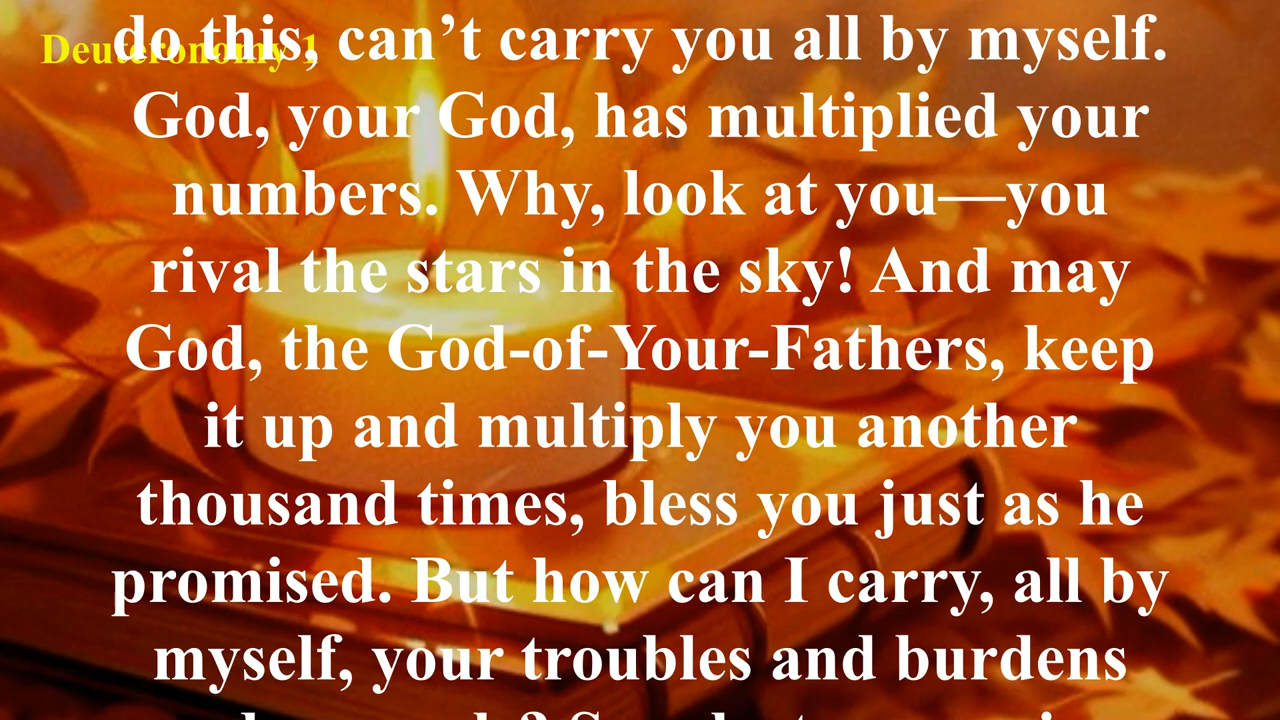 Deuteronomy 1
do this, can’t carry you all by myself.
God, your God, has multiplied your
numbers. Why, look at you—you
rival the stars in the sky! And may
God, the God-of-Your-Fathers, keep
it up and multiply you another
thousand times, bless you just as he
promised. But how can I carry, all by
myself, your troubles and burdens